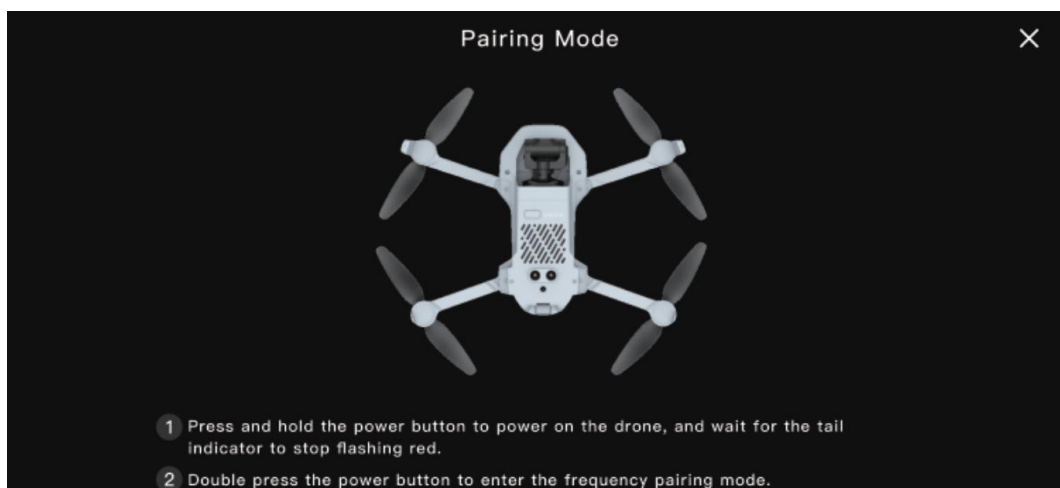 Pairing Mode
1 Press and hold the power button to power on the drone, and wait for the tail
indicator to stop flashing red.
2 Double press the power button to enter the frequency pairing mode.